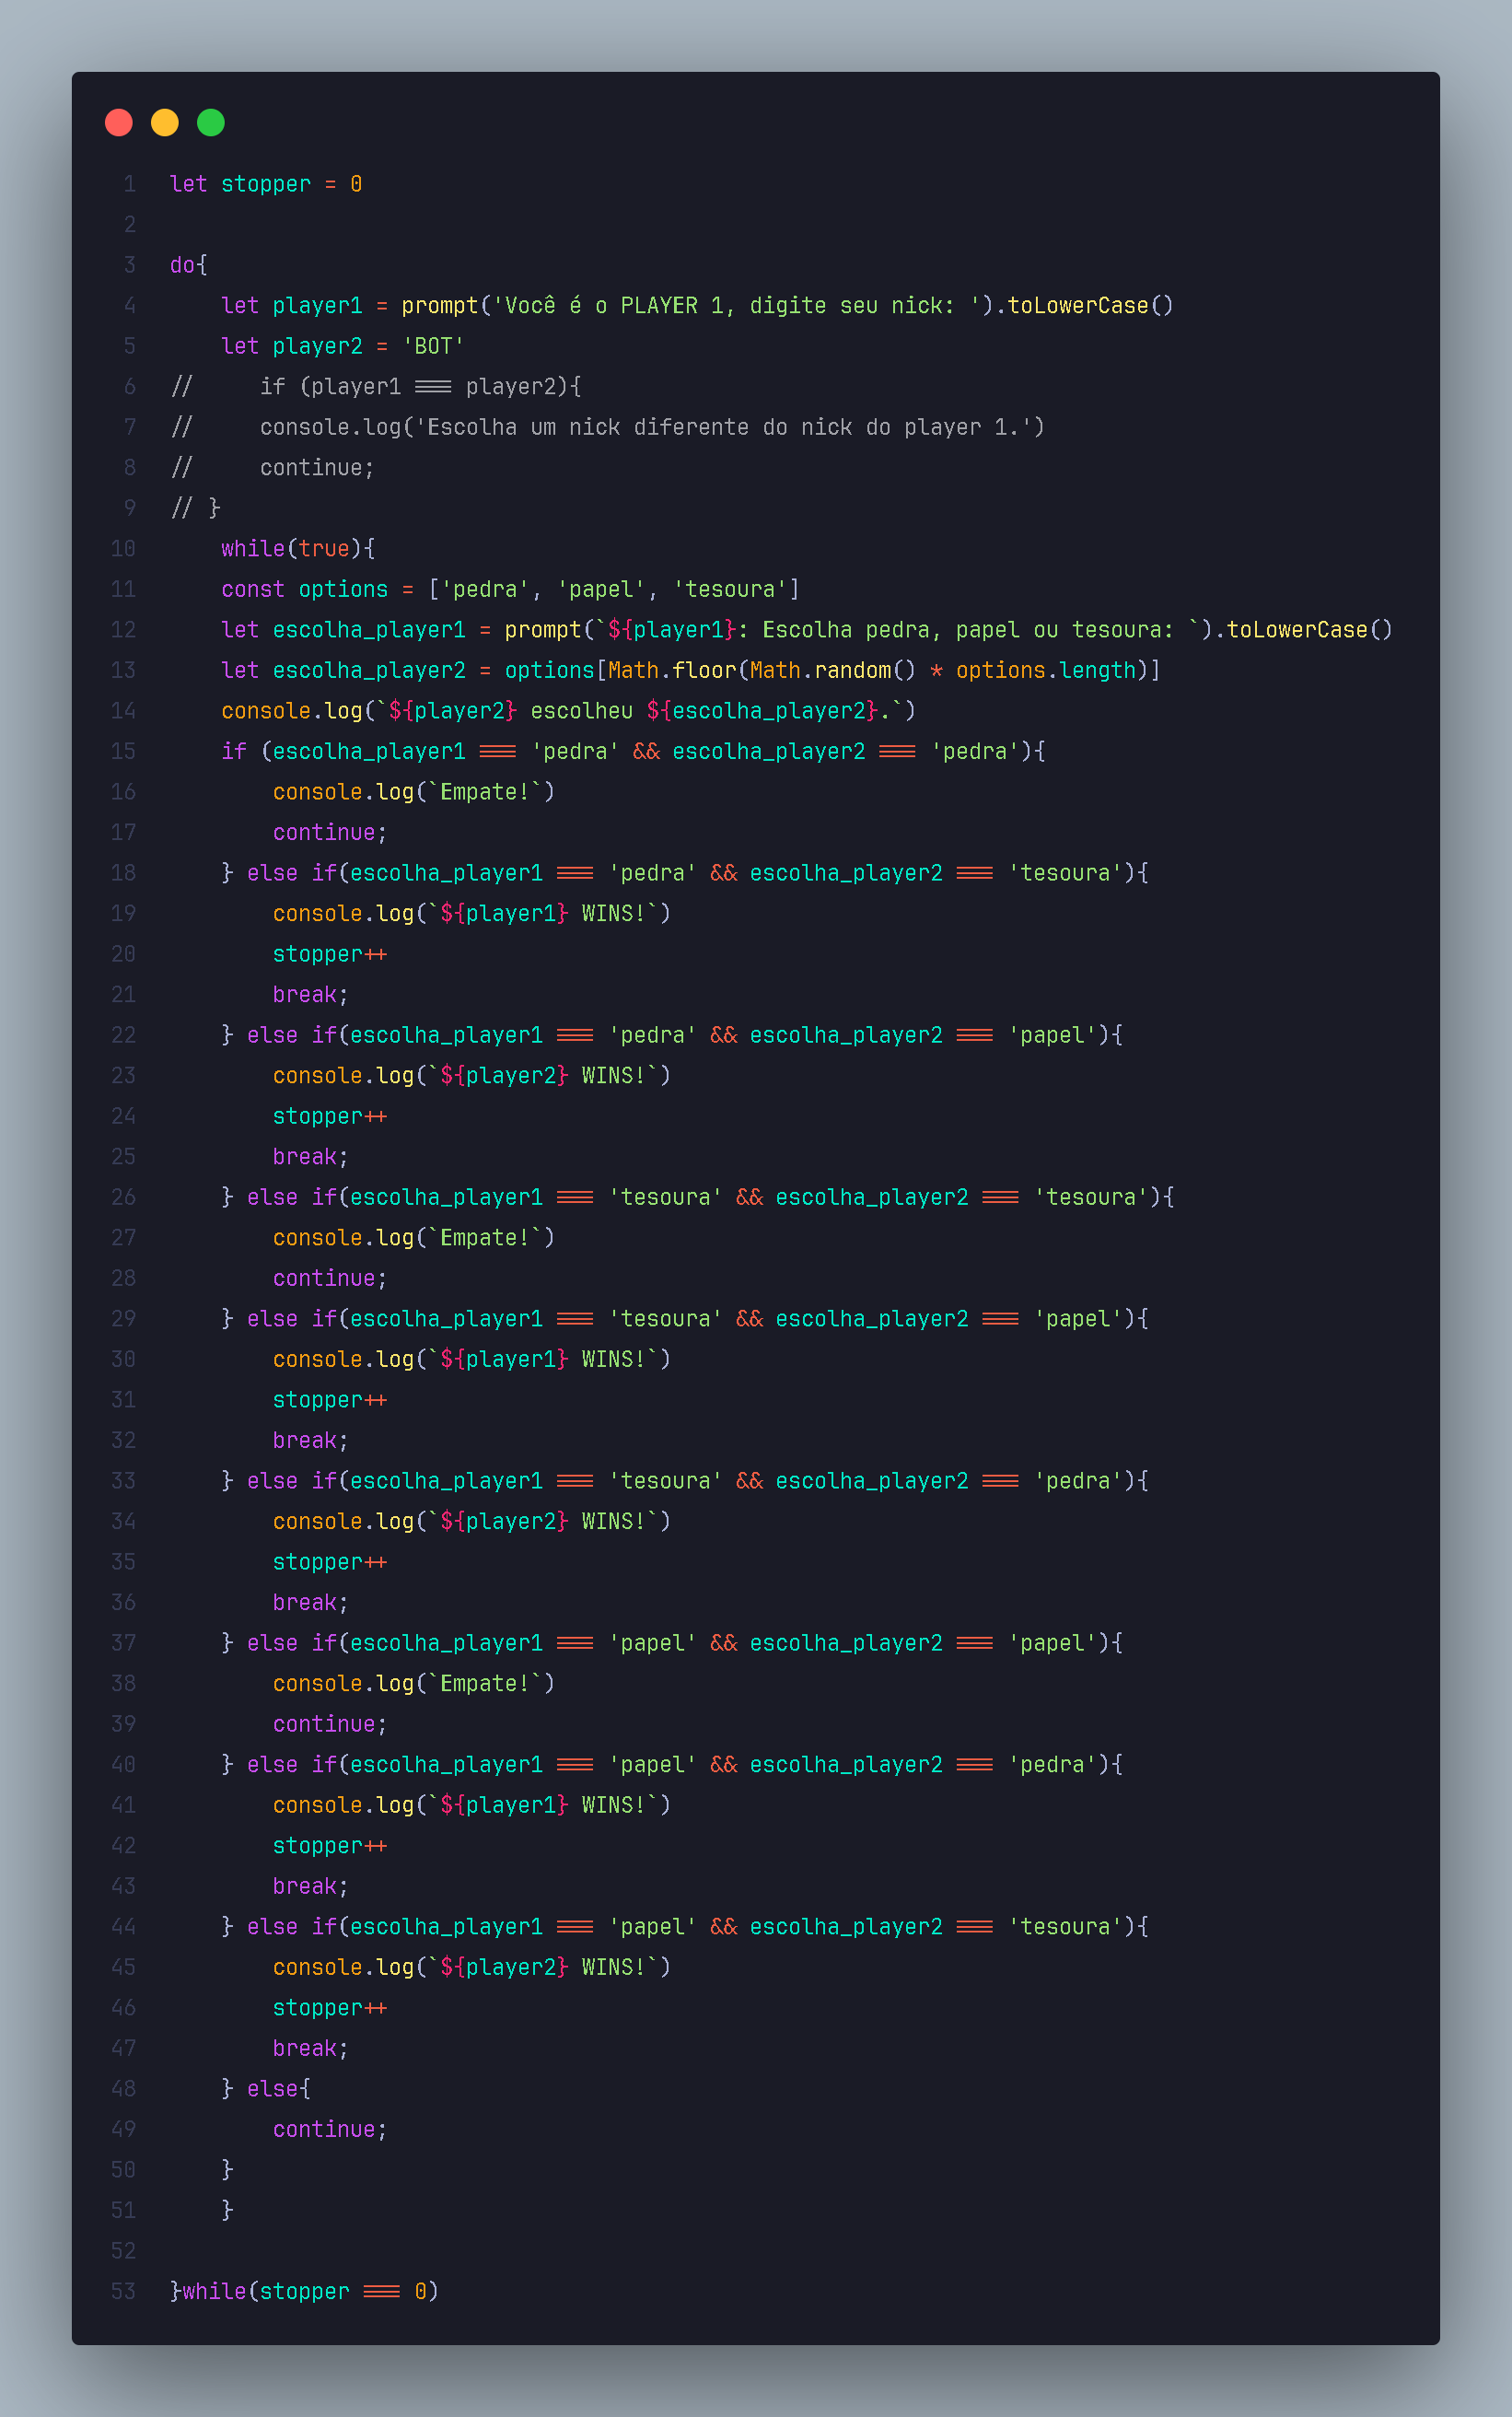 1 let stopper = 0
2
3 do{
4     let player1 = prompt('Você é o PLAYER 1, digite seu nick: ').toLowerCase()
5     let player2 = 'BOT'
6 //     if (player1 === player2){
7 //     console.log('Escolha um nick diferente do nick do player 1.')
8 //     continue;
9 // }
10     while(true){
11     const options = ['pedra', 'papel', 'tesoura']
12     let escolha_player1 = prompt(`${player1}: Escolha pedra, papel ou tesoura: `).toLowerCase()
13     let escolha_player2 = options[Math.floor(Math.random() * options.length)]
14     console.log(`${player2} escolheu ${escolha_player2}.`)
15     if (escolha_player1 === 'pedra' && escolha_player2 === 'pedra'){
16         console.log(`Empate!`)
17         continue;
18     } else if(escolha_player1 === 'pedra' && escolha_player2 === 'tesoura'){
19         console.log(`${player1} WINS!`)
20         stopper++
21         break;
22     } else if(escolha_player1 === 'pedra' && escolha_player2 === 'papel'){
23         console.log(`${player2} WINS!`)
24         stopper++
25         break;
26     } else if(escolha_player1 === 'tesoura' && escolha_player2 === 'tesoura'){
27         console.log(`Empate!`)
28         continue;
29     } else if(escolha_player1 === 'tesoura' && escolha_player2 === 'papel'){
30         console.log(`${player1} WINS!`)
31         stopper++
32         break;
33     } else if(escolha_player1 === 'tesoura' && escolha_player2 === 'pedra'){
34         console.log(`${player2} WINS!`)
35         stopper++
36         break;
37     } else if(escolha_player1 === 'papel' && escolha_player2 === 'papel'){
38         console.log(`Empate!`)
39         continue;
40     } else if(escolha_player1 === 'papel' && escolha_player2 === 'pedra'){
41         console.log(`${player1} WINS!`)
42         stopper++
43         break;
44     } else if(escolha_player1 === 'papel' && escolha_player2 === 'tesoura'){
45         console.log(`${player2} WINS!`)
46         stopper++
47         break;
48     } else{
49         continue;
50     }
51     }
52
53 }while(stopper === 0)